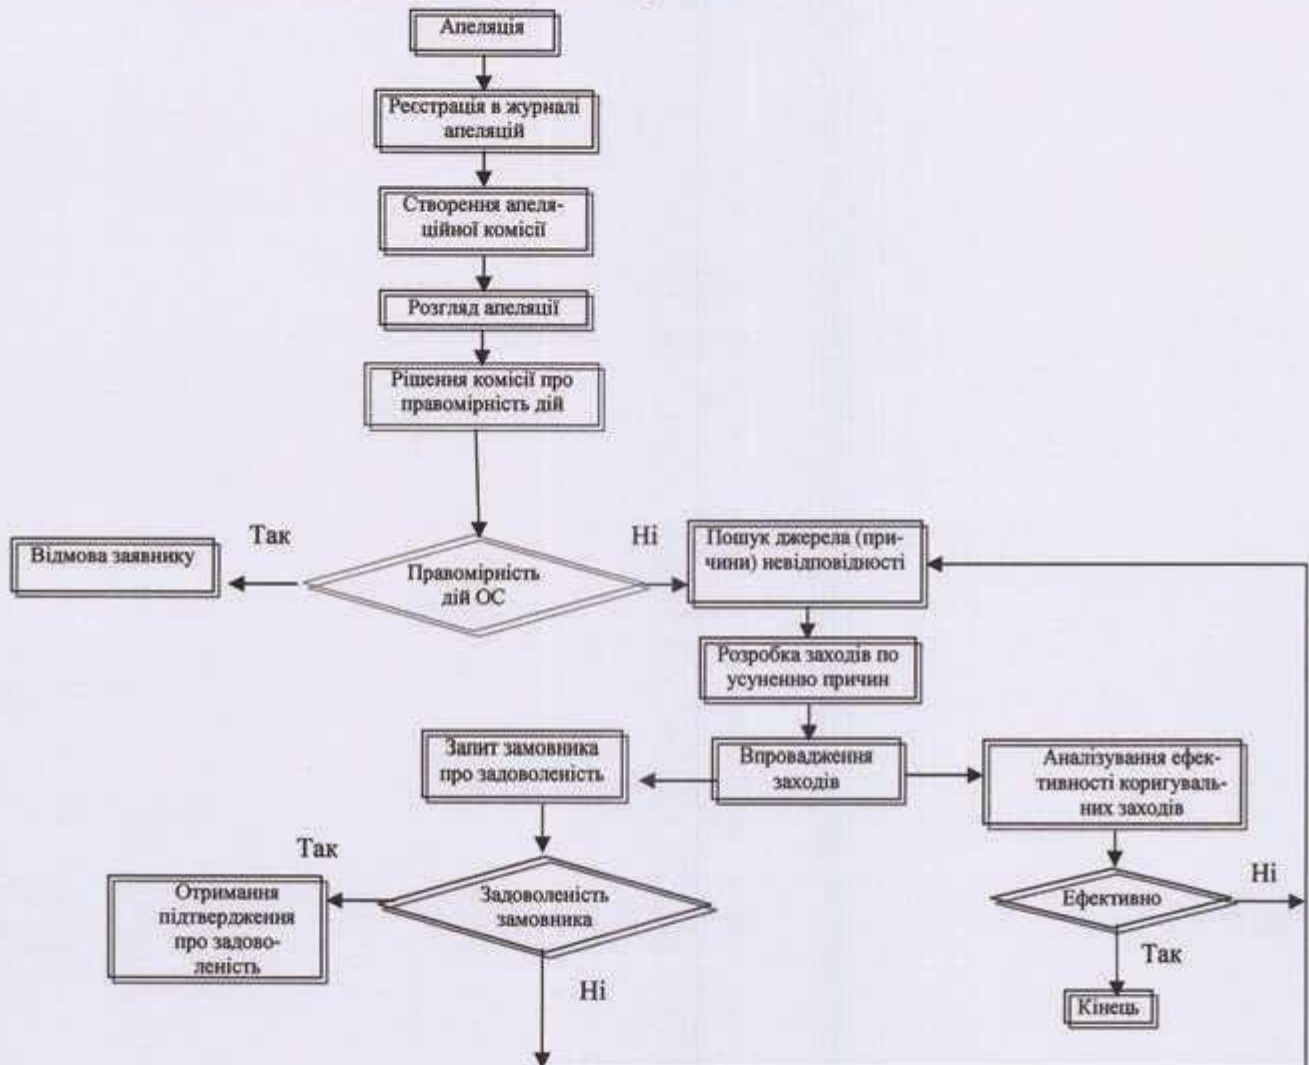 Апеляція
Реєстрація в журналі
апеляцій
Створення апеля-
ційної комісії
Розгляд апеляції
Рішення комісії про
правомірність дій
Так
Ні
Відмова заявнику
Правомірність
дій ОС
Пошук джерела (при-
чини) невідповідності
Розробка заходів по
усуненню причин
Запит замовника
про задоволеність
Впровадження
заходів
Аналізування ефек-
тивності коригуваль-
них заходів
Так
Отримання
підтвердження
про задово-
леність
Задоволеність
замовника
Ефективно
Ні
Ні
Так
Кінець